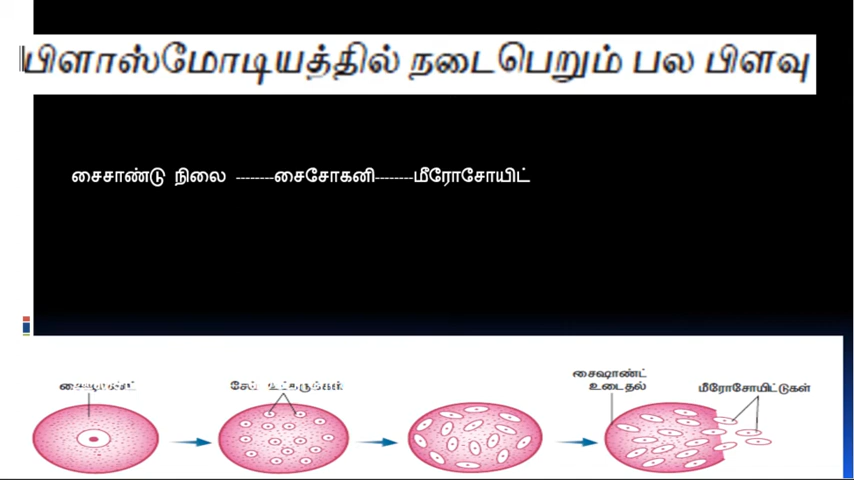 பிளாஸ்மோடியத்தில் நடைபெறும் பல பிளவு
சைசாண்டு நிலை --------சைசோகனி--------மீரோசோயிட்
சேய் உட்கருக்கள்
சைஷாண்ட் உடைதல்
மீரோசோயிட்டுகள்